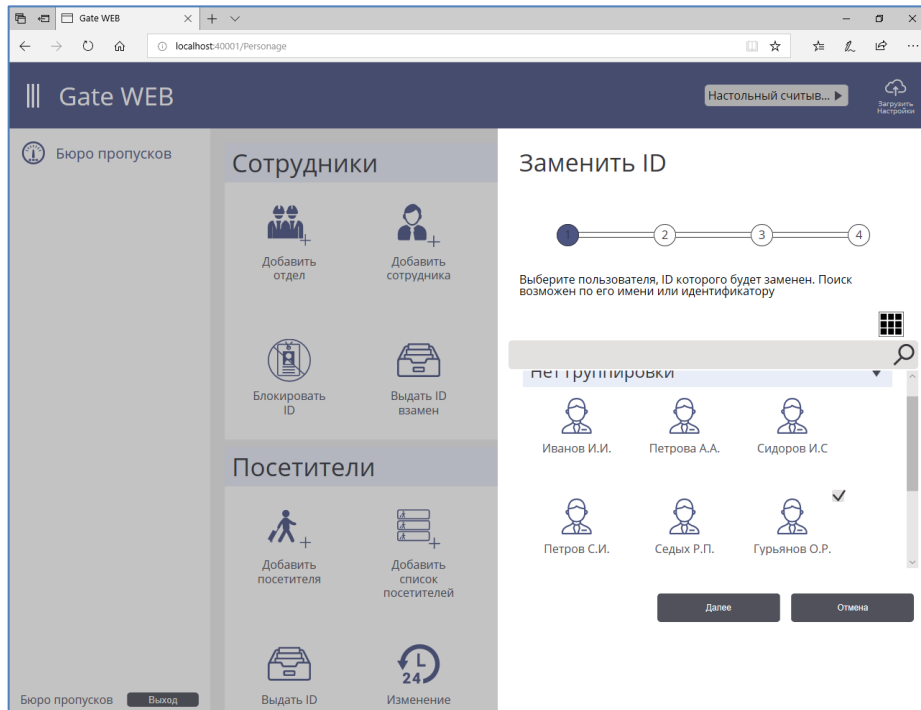 Gate WEB
localhost:40001/Personage
Gate WEB
Настольный считыв...
Загрузить
Настройки
Бюро пропусков
Сотрудники
Добавить
отдел
Добавить
сотрудника
Блокировать
ID
Выдать ID
взамен
Посетители
Добавить
посетителя
Добавить
список
посетителей
Выдать ID
24
Изменение
Бюро пропусков
Выход
Заменить ID
1
2
3
4
Выберите пользователя, ID которого будет заменен. Поиск
возможен по его имени или идентификатору
Нет группировки
Иванов И.И.
Петрова А.А.
Сидоров И.С
Петров С.И.
Седых Р.П.
Гурьянов О.Р.
Далее
Отмена